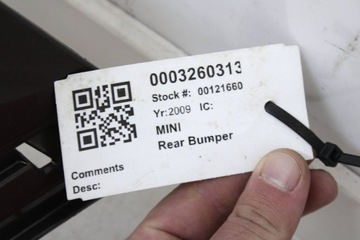 0003260313
Stock #: 00121660
Yr:2009 IC:
MINI
Rear Bumper
Comments
Desc: